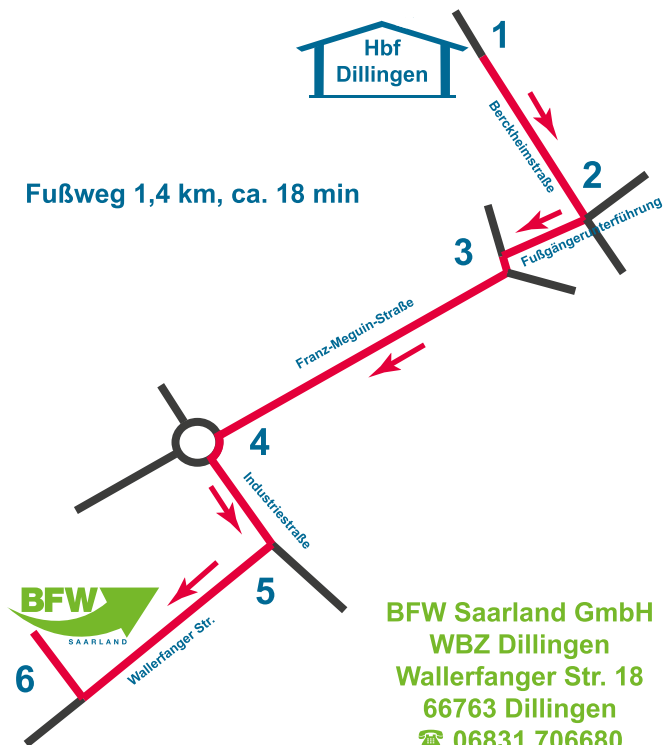 1
Hbf
Dillingen
Berckheimstraße
2
Fußweg 1,4 km, ca. 18 min
Fußgängerunterführung
3
Franz-Meguin-Straße
4
Industriestraße
5
BFW
SAARLAND
Wallerfanger Str.
6
BFW Saarland GmbH
WBZ Dillingen
Wallerfanger Str. 18
66763 Dillingen
☎ 06831 706680